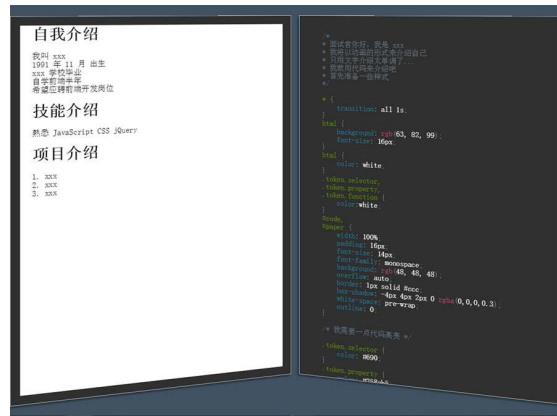 自我介绍
我叫 xxx
1991 年 11 月 出生
xxx 学校毕业
自学前端半年
希望应聘前端开发岗位
技能介绍
熟悉 JavaScript CSS jQuery
项目介绍
1. xxx
2. xxx
3. xxx
/*
* 面试官你好，我是 xxx
* 我将以动画的形式来介绍自己
* 只用文字介绍太单调了...
* 我就用代码来介绍吧
* 首先准备一些样式
*/
* {
transition: all 1s;
}
html {
background: rgb(63, 82, 99);
font-size: 16px;
}
html {
color: white;
}
.token.selector,
.token.property,
.token.function {
color:white;
}
#code,
#paper {
width: 100%;
padding: 16px;
font-size: 14px;
font-family: monospace;
background: rgb(48, 48, 48);
overflow: auto;
border: 1px solid #ccc;
box-shadow: -4px 4px 2px 0 rgba(0,0,0,0.3);
white-space: pre-wrap;
outline: 0;
}
/* 我需要一点代码高亮 */
.token.selector {
color: #690;
}
.token.property {